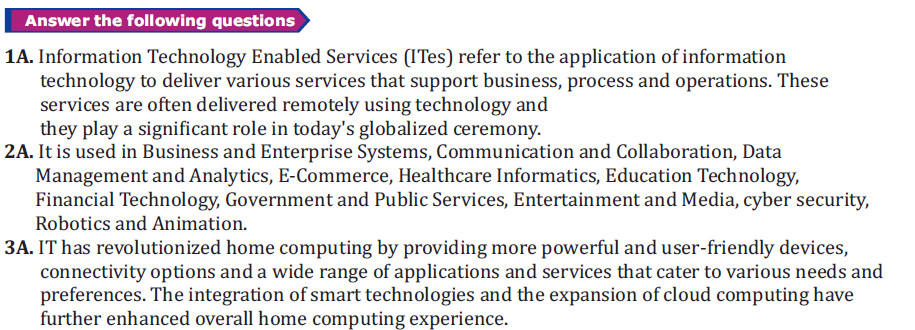 Answer the following questions
1A. Information Technology Enabled Services (ITes) refer to the application of information
technology to deliver various services that support business, process and operations. These
services are often delivered remotely using technology and
they play a significant role in today's globalized ceremony.
2A. It is used in Business and Enterprise Systems, Communication and Collaboration, Data
Management and Analytics, E-Commerce, Healthcare Informatics, Education Technology,
Financial Technology, Government and Public Services, Entertainment and Media, cyber security,
Robotics and Animation.
3A. IT has revolutionized home computing by providing more powerful and user-friendly devices,
connectivity options and a wide range of applications and services that cater to various needs and
preferences. The integration of smart technologies and the expansion of cloud computing have
further enhanced overall home computing experience.